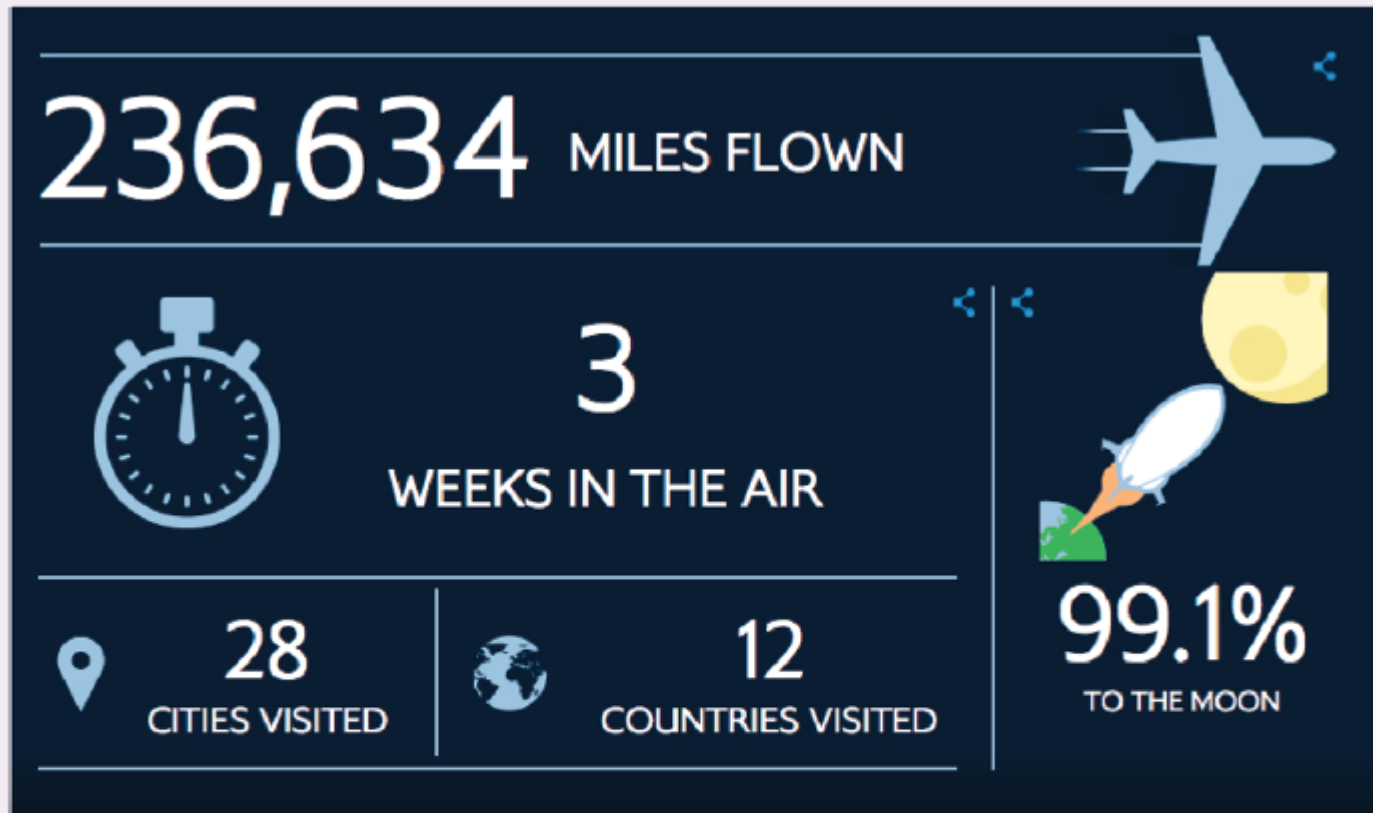 236,634 MILES FLOWN
3
WEEKS IN THE AIR
28
CITIES VISITED
12
COUNTRIES VISITED
99.1%
TO THE MOON